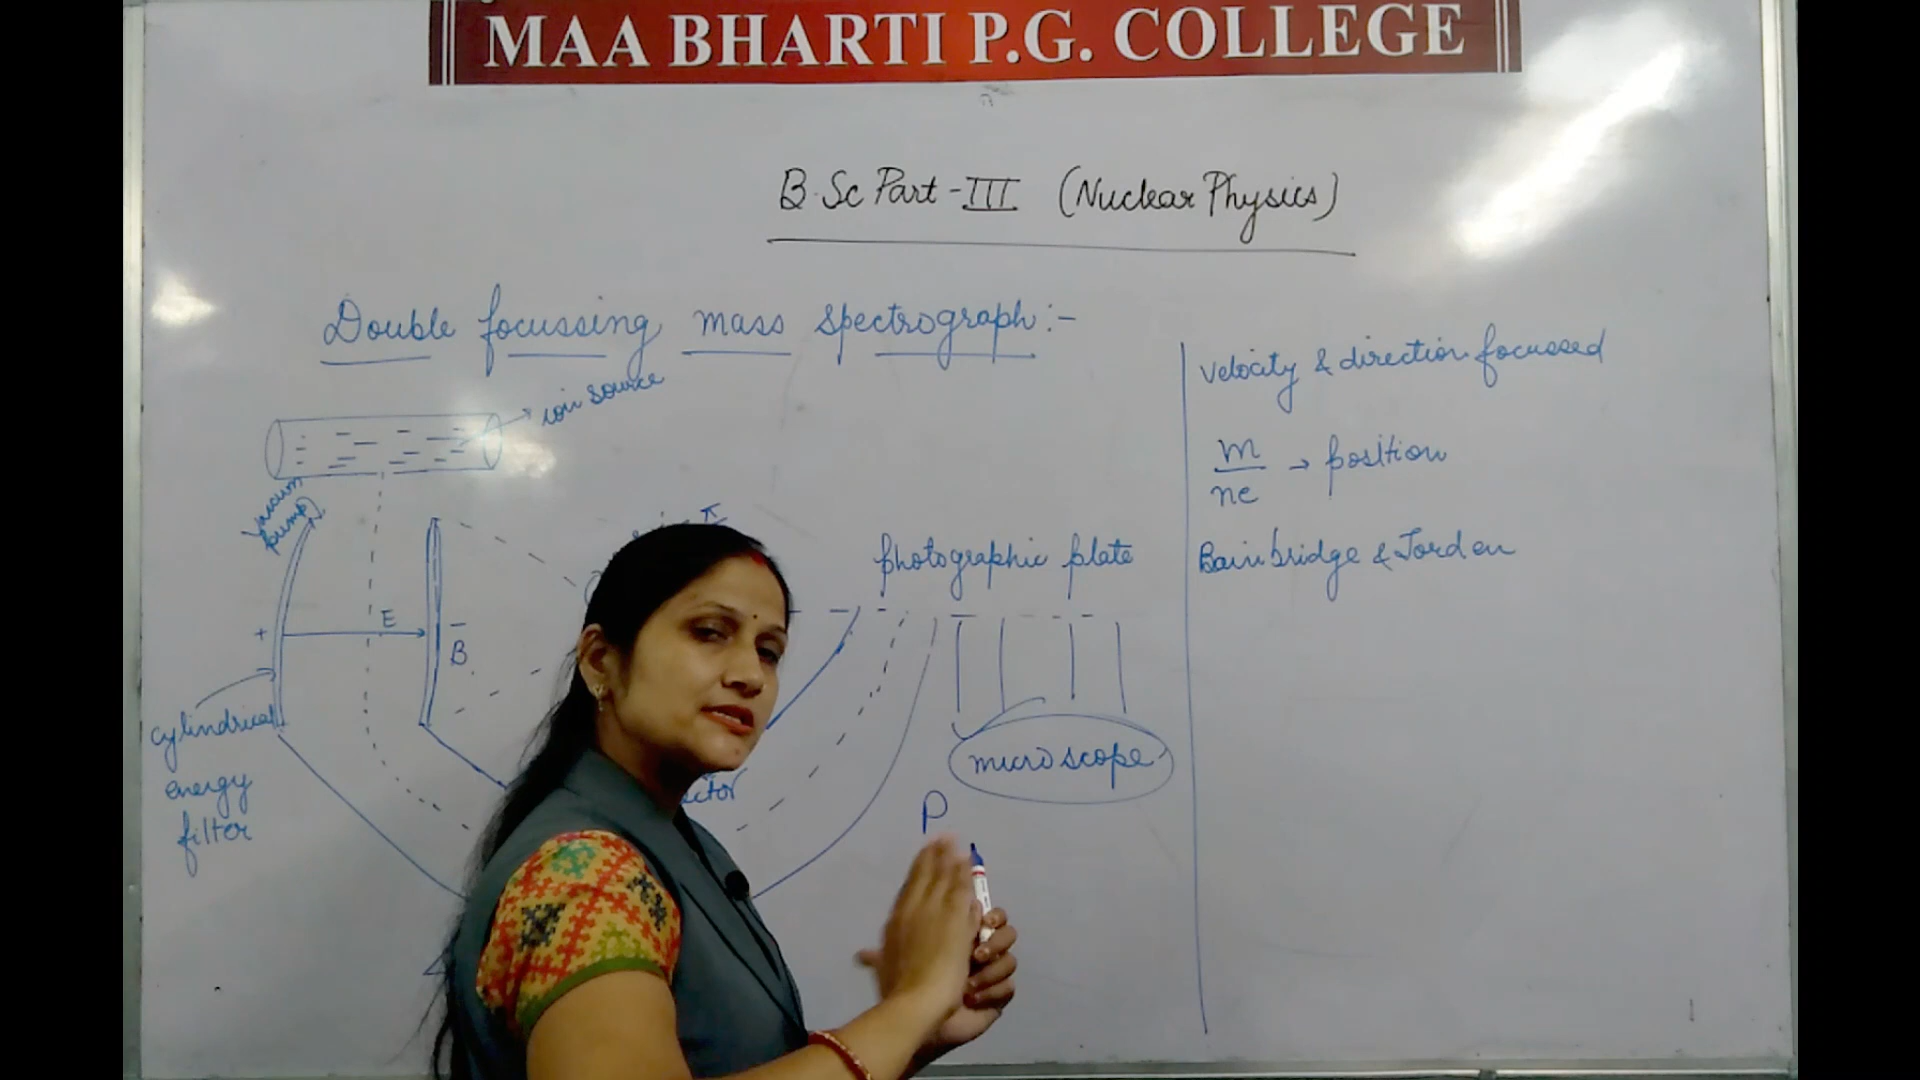 MAA BHARTI P.G. COLLEGE
B.Sc Part-III (Nuclear Physics)
Double focussing mass spectrograph:-
ion source
Vacuum
pump
+
E
-
B
π
cylindrical
energy
filter
photographic plate
microscope
P
Velocity & direction focussed
m
ne → position
Bainbridge & Jorden